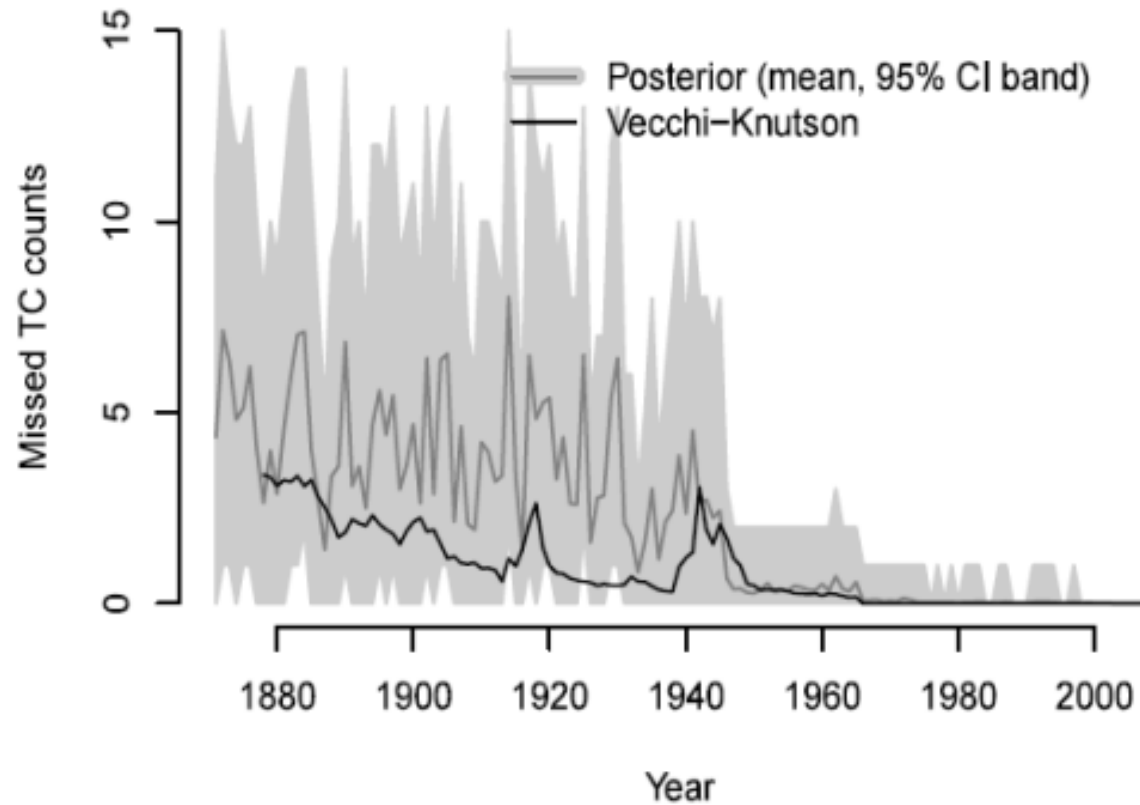 15
10
5
0
Missed TC counts
Posterior (mean, 95% CI band)
Vecchi−Knutson
1880 1900 1920 1940 1960 1980 2000
Year